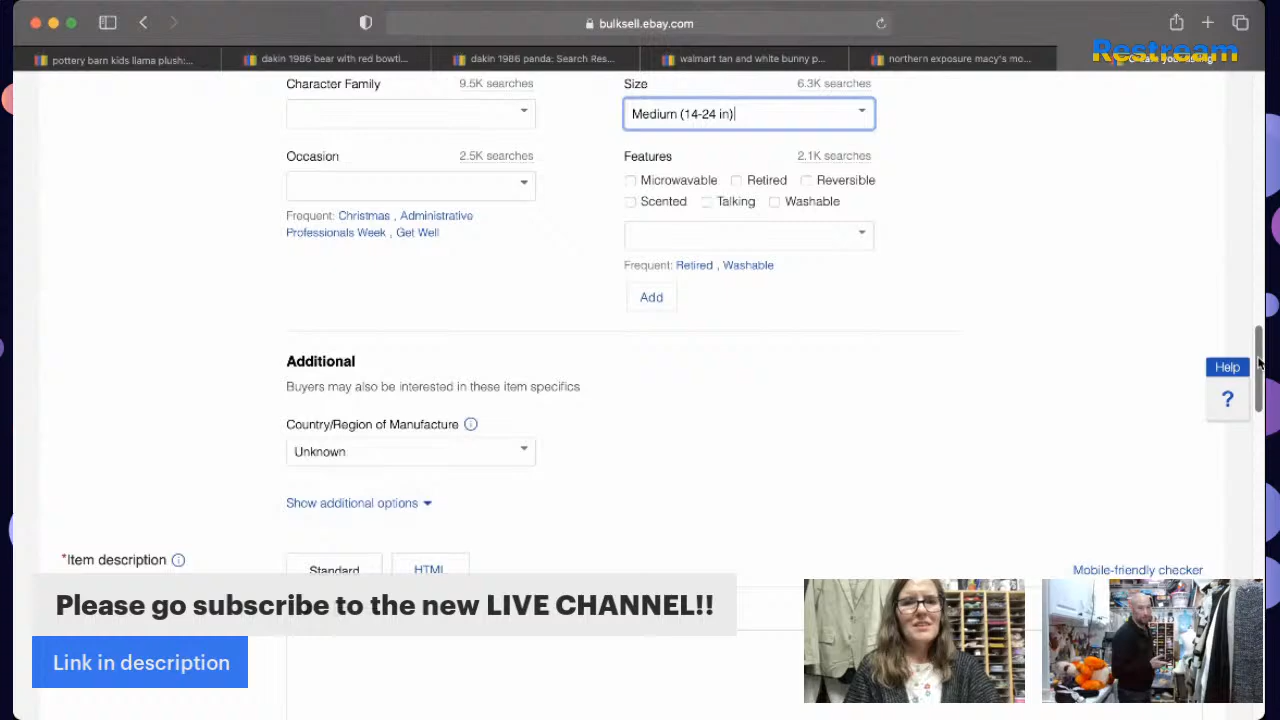 bulksell.ebay.com
pottery barn kids llama plush:...
dakin 1986 bear with red bowti...
dakin 1986 panda: Search Res...
walmart tan and white bunny p...
northern exposure macy's mo...
Restream
Character Family 9.5K searches
Size 6.3K searches
Medium (14-24 in)
Occasion 2.5K searches
Features 2.1K searches
Microwavable Retired Reversible
Scented Talking Washable
Frequent: Christmas , Administrative
Professionals Week , Get Well
Frequent: Retired , Washable
Add
Additional
Buyers may also be interested in these item specifics
Help
?
Country/Region of Manufacture
Unknown
Show additional options
*Item description
Standard HTML
Mobile-friendly checker
Please go subscribe to the new LIVE CHANNEL!!
Link in description